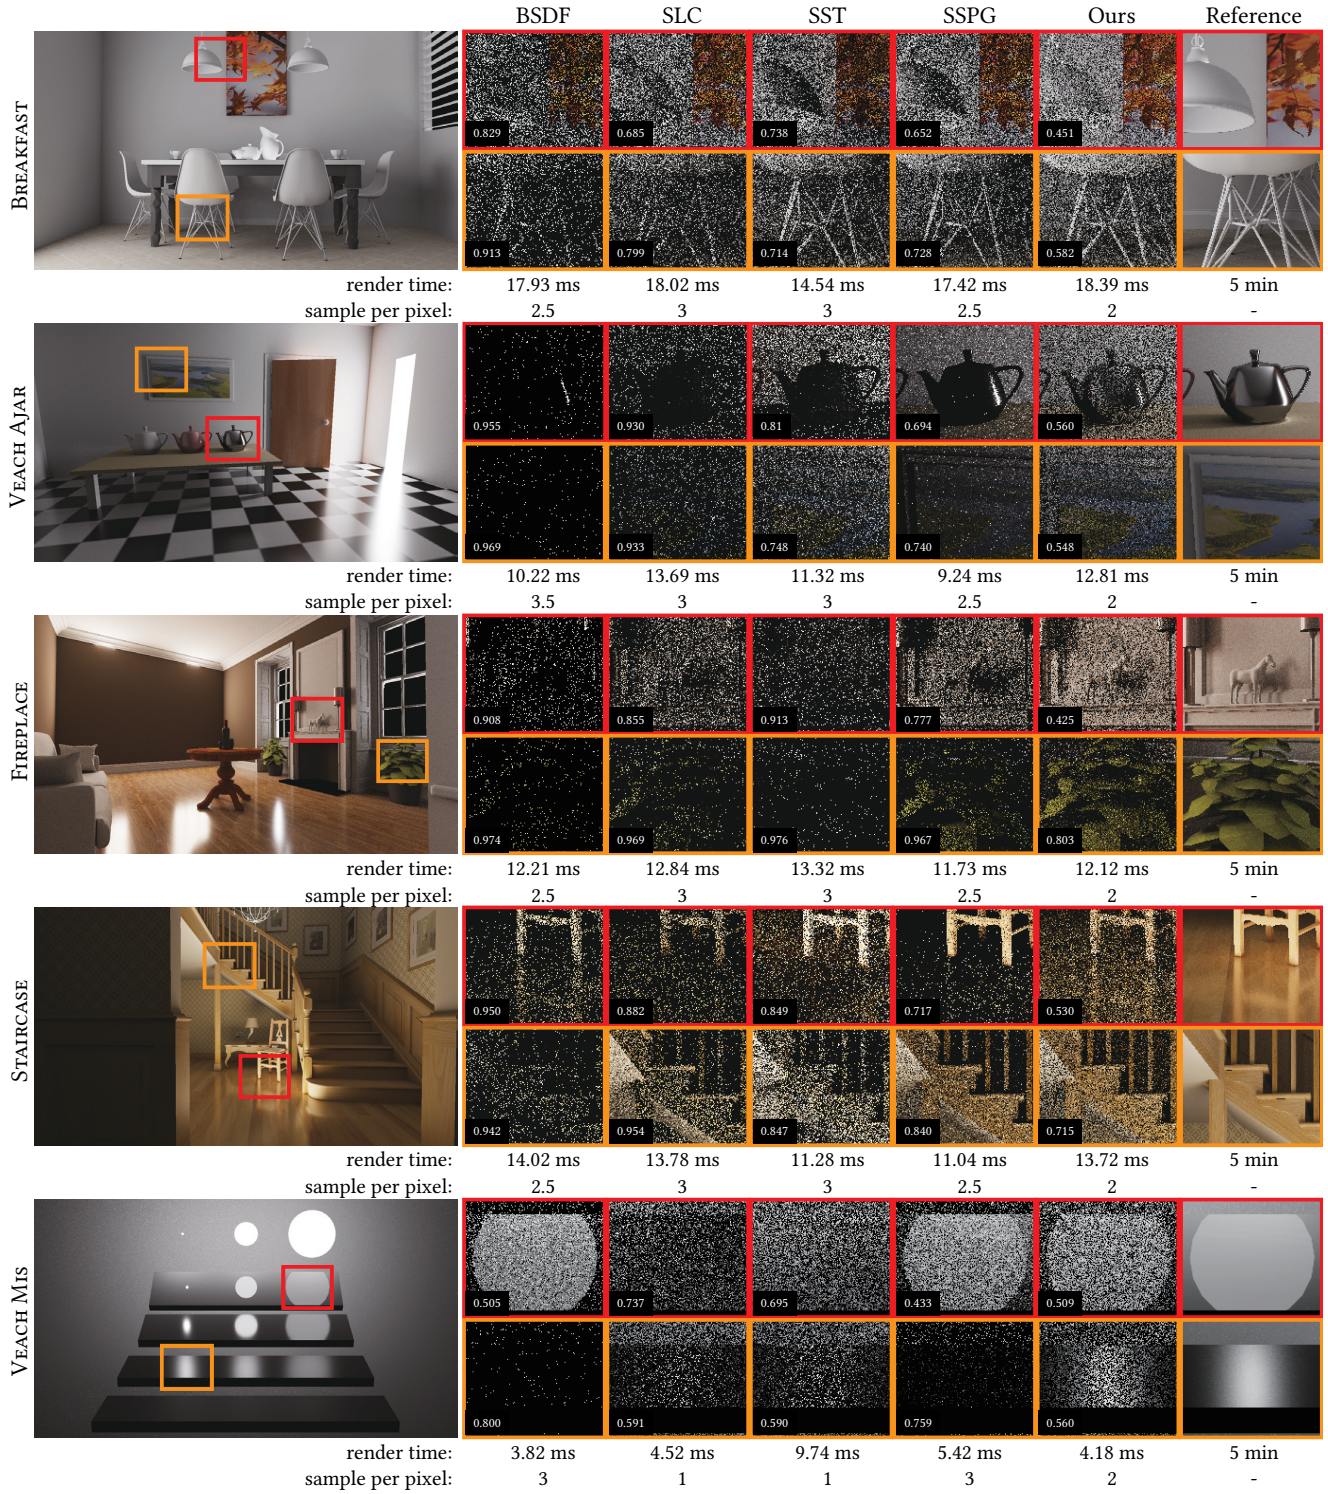 BSDF SLC SST SSPG Ours Reference
BREAKFAST
0.829 0.685 0.738 0.652 0.451
0.913 0.799 0.714 0.728 0.582
render time: 17.93 ms 18.02 ms 14.54 ms 17.42 ms 18.39 ms 5 min
sample per pixel: 2.5 3 3 2.5 2 -
VEACH AJAR
0.955 0.930 0.81 0.694 0.560
0.969 0.933 0.748 0.740 0.548
render time: 10.22 ms 13.69 ms 11.32 ms 9.24 ms 12.81 ms 5 min
sample per pixel: 3.5 3 3 2.5 2 -
FIREPLACE
0.908 0.855 0.913 0.777 0.425
0.974 0.969 0.976 0.967 0.803
render time: 12.21 ms 12.84 ms 13.32 ms 11.73 ms 12.12 ms 5 min
sample per pixel: 2.5 3 3 2.5 2 -
STAIRCASE
0.950 0.882 0.849 0.717 0.530
0.942 0.954 0.847 0.840 0.715
render time: 14.02 ms 13.78 ms 11.28 ms 11.04 ms 13.72 ms 5 min
sample per pixel: 2.5 3 3 2.5 2 -
VEACH MIS
0.505 0.737 0.695 0.433 0.509
0.800 0.591 0.590 0.759 0.560
render time: 3.82 ms 4.52 ms 9.74 ms 5.42 ms 4.18 ms 5 min
sample per pixel: 3 1 1 3 2 -